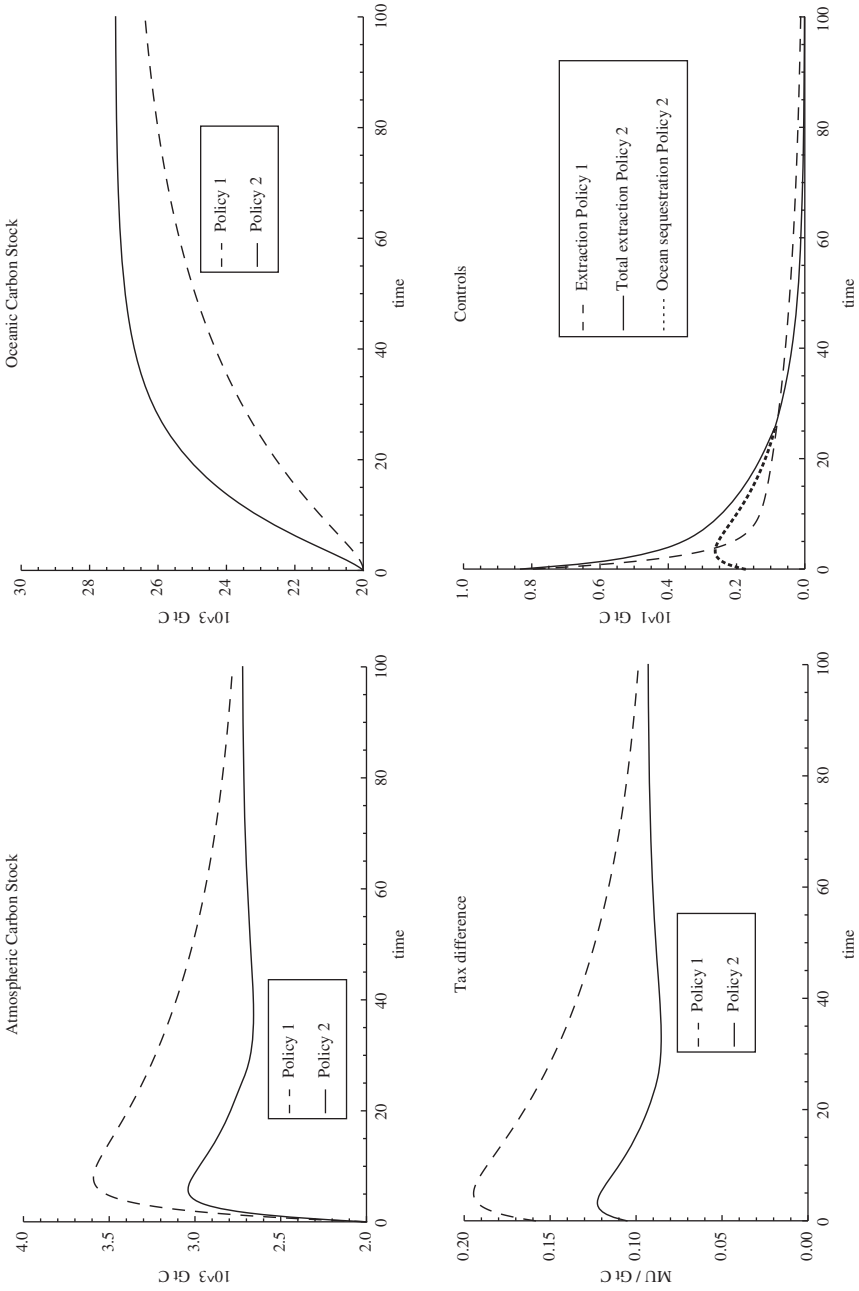 Atmospheric Carbon Stock
4.0
3.5
3.0
2.5
2.0
10^3 Gt C
0
20
40
60
80
100
time
Policy 1
Policy 2
Oceanic Carbon Stock
30
28
26
24
22
20
10^3 Gt C
0
20
40
60
80
100
time
Policy 1
Policy 2
Tax difference
0.20
0.15
0.10
0.05
0.00
MU / Gt C
0
20
40
60
80
100
time
Policy 1
Policy 2
Controls
1.0
0.8
0.6
0.4
0.2
0.0
10^1 Gt C
0
20
40
60
80
100
time
Extraction Policy 1
Total extraction Policy 2
Ocean sequestration Policy 2